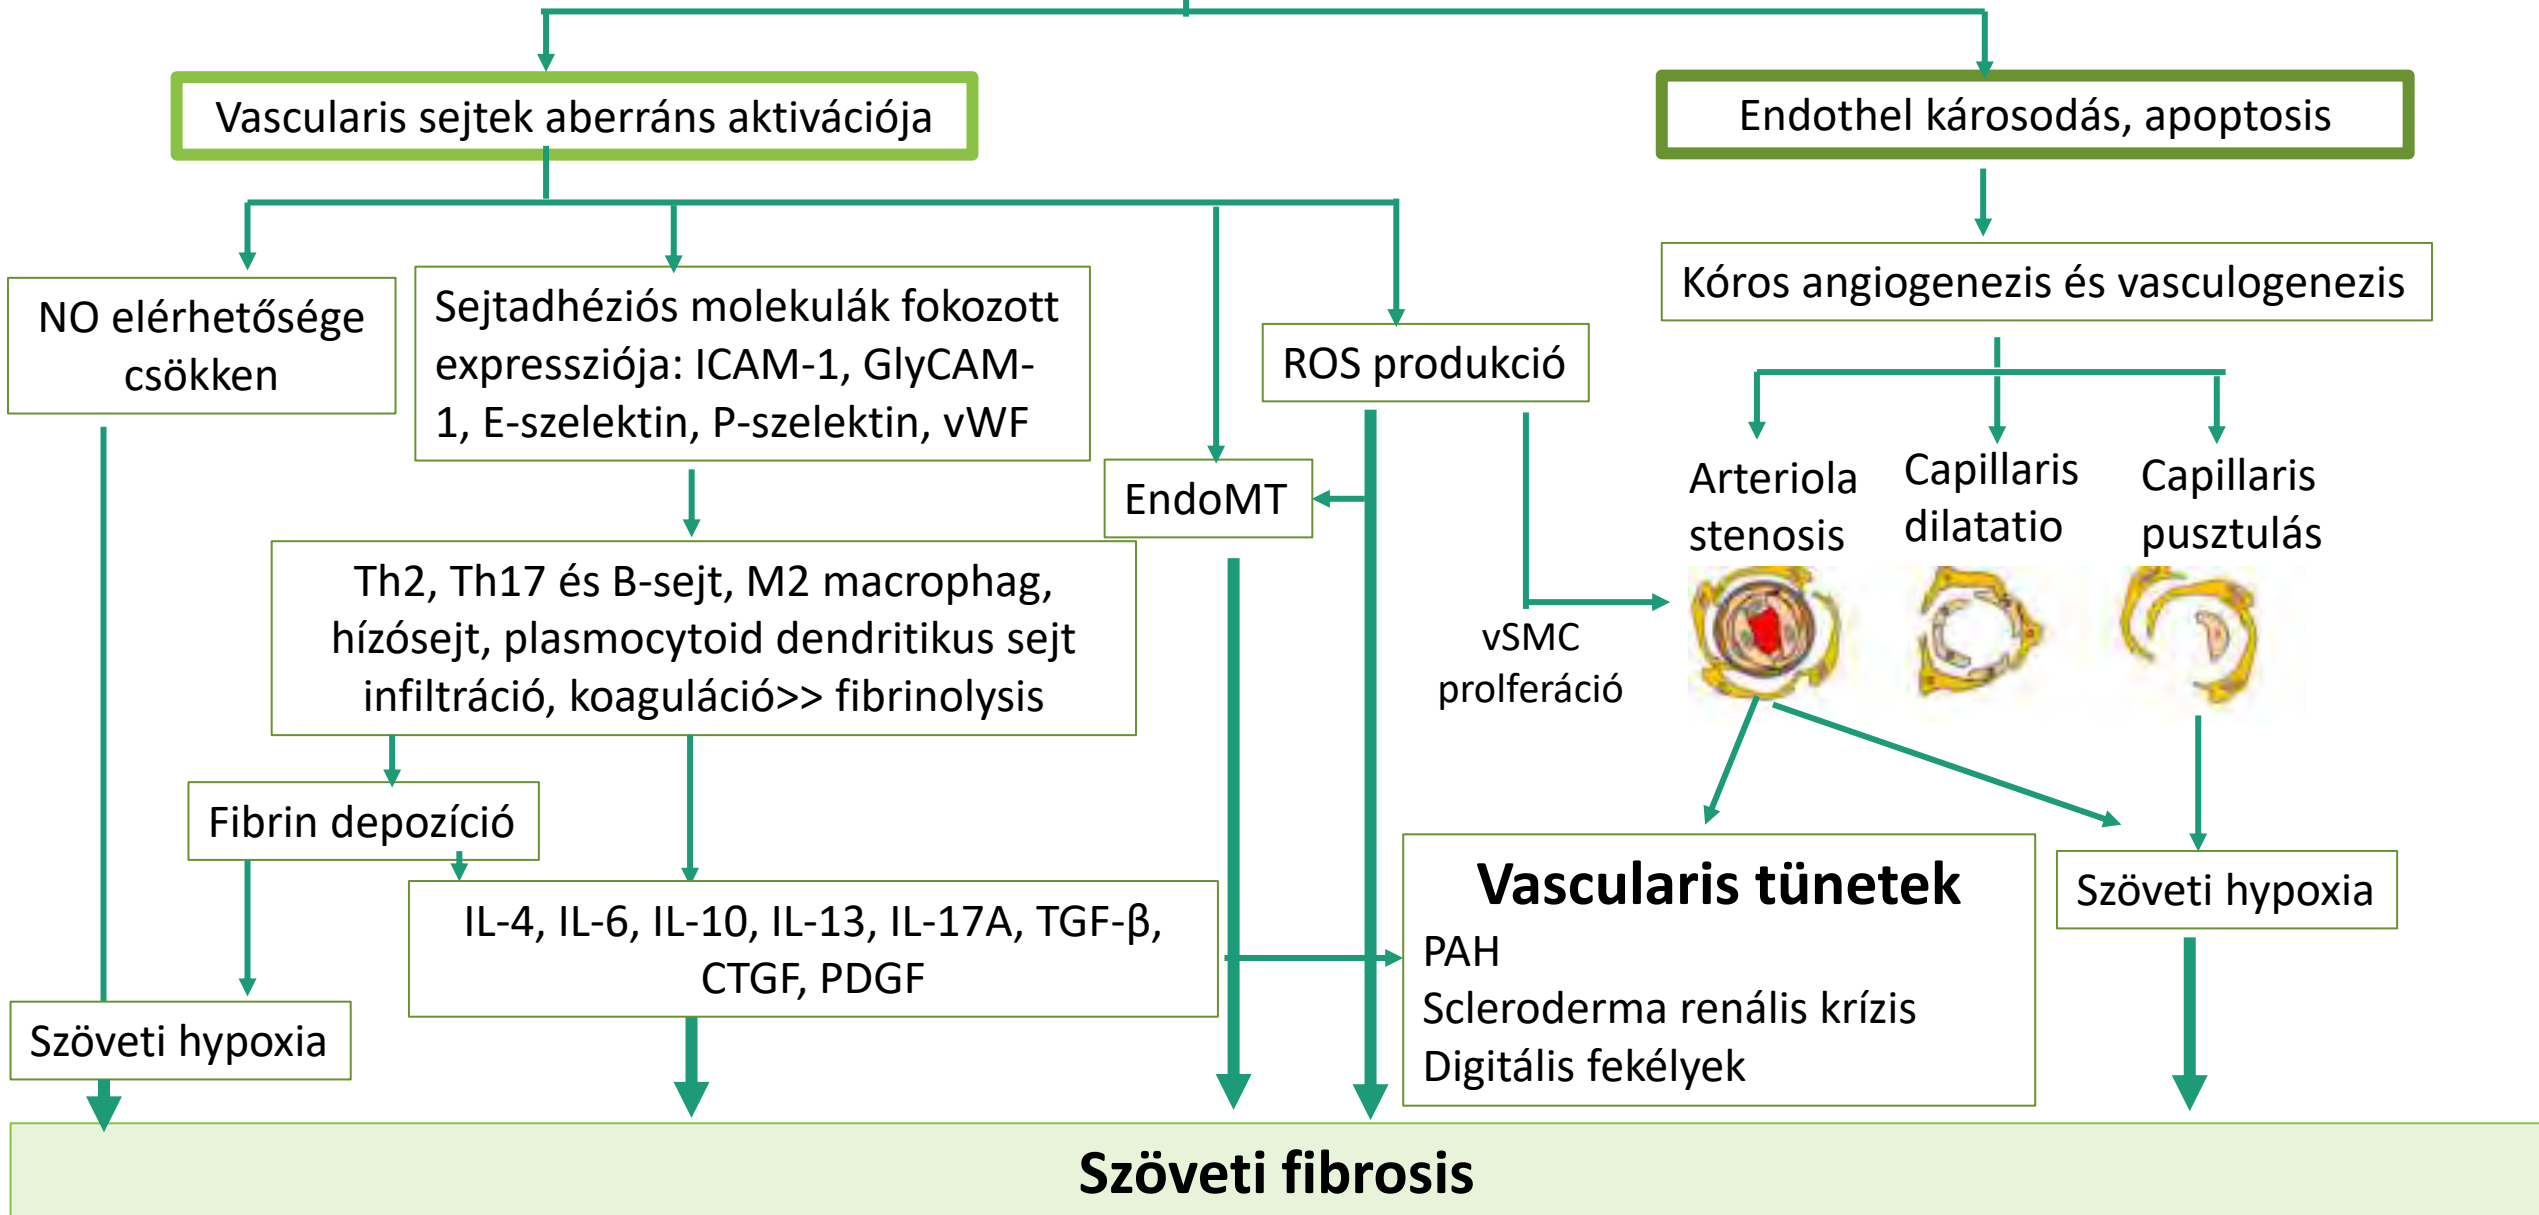 Vascularis sejtek aberráns aktivációja
Endothel károsodás, apoptosis
NO elérhetősége
csökken
Sejtadhéziós molekulák fokozott
expressziója: ICAM-1, GlyCAM-
1, E-szelektin, P-szelektin, vWF
ROS produkció
Kóros angiogenezis és vasculogenezis
EndoMT
Arteriola
stenosis
Capillaris
dilatatio
Capillaris
pusztulás
Th2, Th17 és B-sejt, M2 macrophag,
hízósejt, plasmocytoid dendritikus sejt
infiltráció, koaguláció>> fibrinolysis
vSMC
prolferáció
Fibrin depozíció
IL-4, IL-6, IL-10, IL-13, IL-17A, TGF-β,
CTGF, PDGF
Szöveti hypoxia
Vascularis tünetek
PAH
Scleroderma renális krízis
Digitális fekélyek
Szöveti hypoxia
Szöveti fibrosis